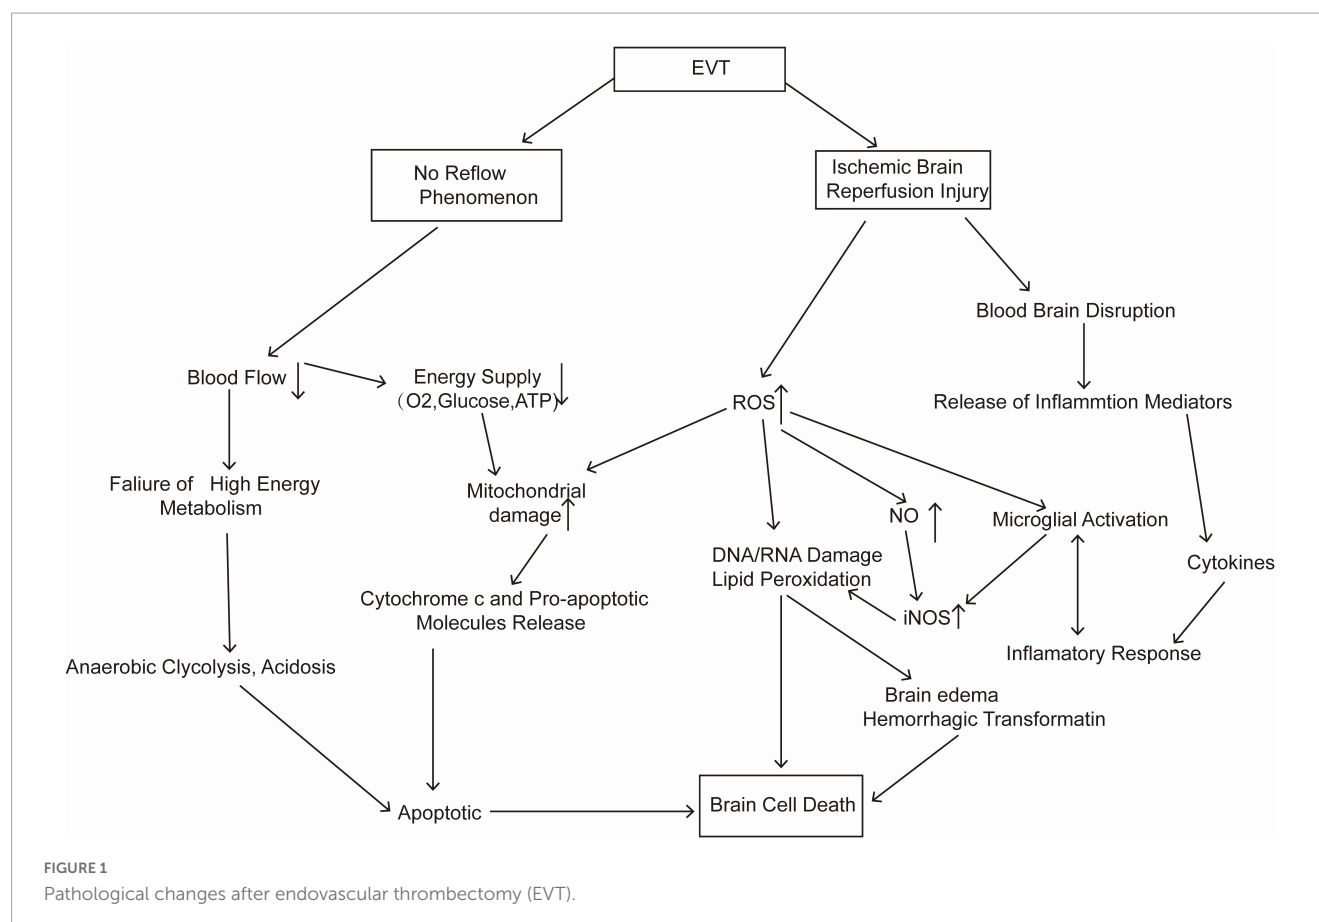 EVT
No Reflow
Phenomenon
Ischemic Brain
Reperfusion Injury
Blood Brain Disruption
Blood Flow
Energy Supply
（O2,Glucose,ATP)
ROS
Release of Inflammtion Mediators
Faliure of High Energy
Metabolism
Mitochondrial
damage
NO
Microglial Activation
DNA/RNA Damage
Lipid Peroxidation
Cytokines
Cytochrome c and Pro-apoptotic
Molecules Release
iNOS
Inflamatory Response
Anaerobic Clycolysis, Acidosis
Brain edema
Hemorrhagic Transformatin
Apoptotic
Brain Cell Death
FIGURE 1
Pathological changes after endovascular thrombectomy (EVT).